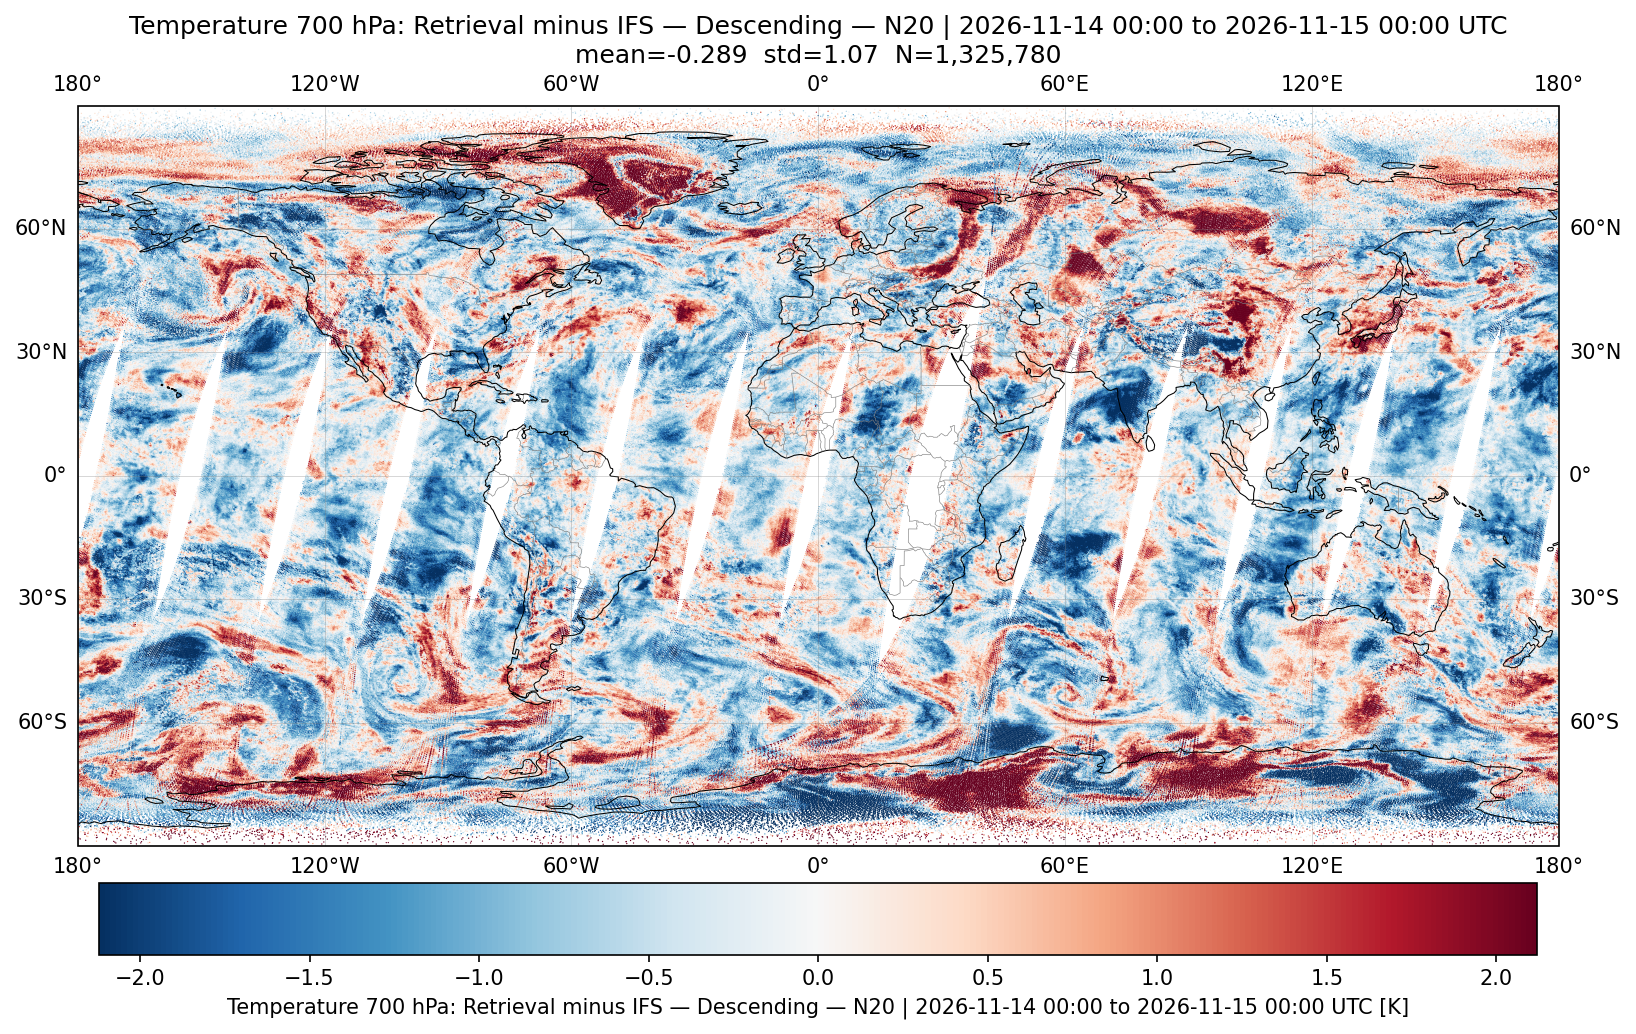 Temperature 700 hPa: Retrieval minus IFS — Descending — N20 | 2026-11-14 00:00 to 2026-11-15 00:00 UTC
mean=-0.289  std=1.07  N=1,325,780
180° 120°W 60°W 0° 60°E 120°E 180°
60°N 60°N
30°N 30°N
0° 0°
30°S 30°S
60°S 60°S
180° 120°W 60°W 0° 60°E 120°E 180°
−2.0 −1.5 −1.0 −0.5 0.0 0.5 1.0 1.5 2.0
Temperature 700 hPa: Retrieval minus IFS — Descending — N20 | 2026-11-14 00:00 to 2026-11-15 00:00 UTC [K]